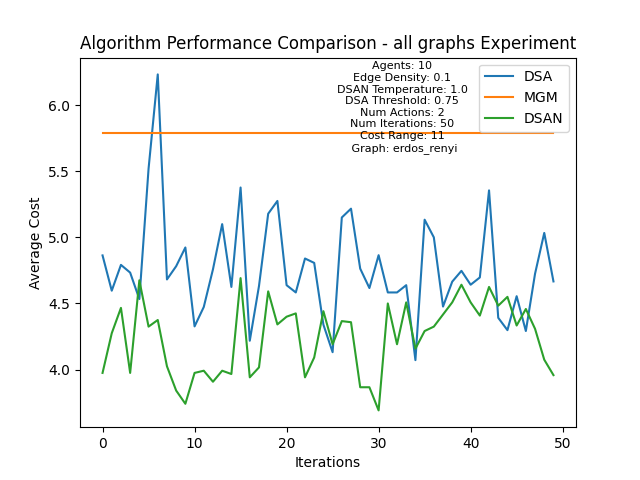 Algorithm Performance Comparison - all graphs Experiment
Agents: 10
Edge Density: 0.1
DSAN Temperature: 1.0
DSA Threshold: 0.75
Num Actions: 2
Num Iterations: 50
Cost Range: 11
Graph: erdos_renyi
DSA
MGM
DSAN
Average Cost
6.0
5.5
5.0
4.5
4.0
0
10
20
30
40
50
Iterations